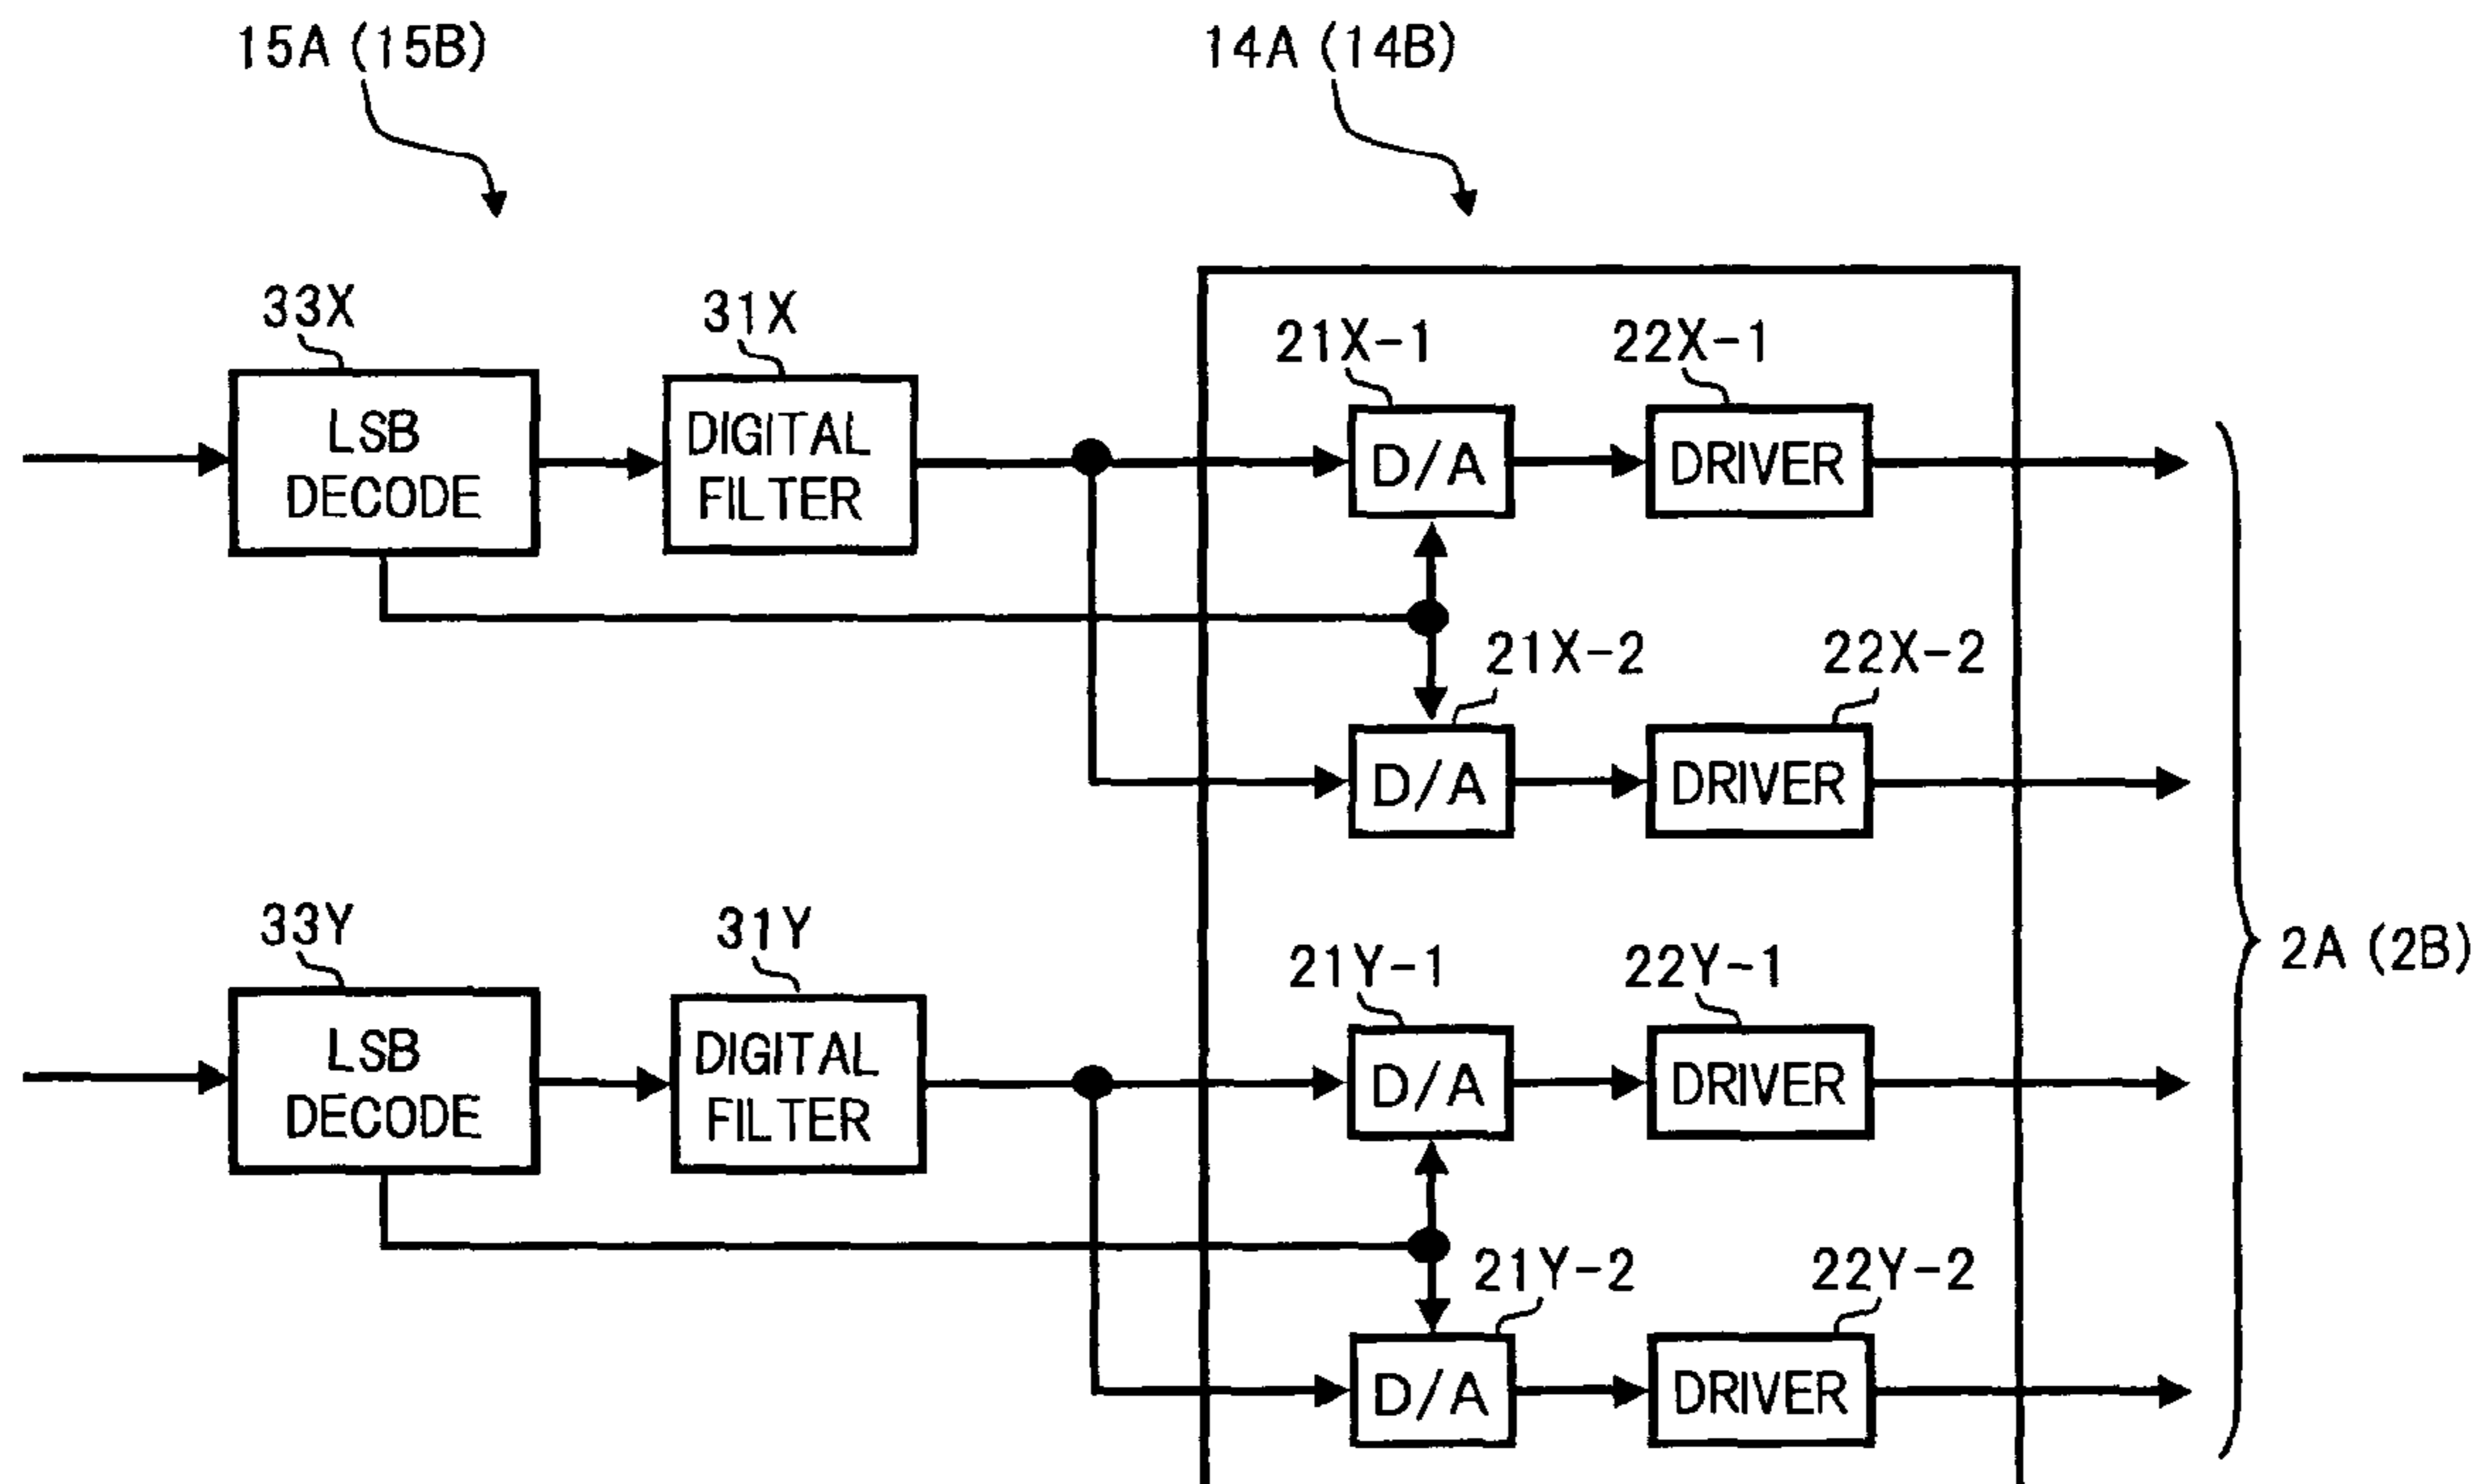 15A (15B)
14A (14B)
33X
31X
21X-1
22X-1
LSB
DECODE
DIGITAL
FILTER
D/A
DRIVER
21X-2
22X-2
D/A
DRIVER
33Y
31Y
21Y-1
22Y-1
2A (2B)
LSB
DECODE
DIGITAL
FILTER
D/A
DRIVER
21Y-2
22Y-2
D/A
DRIVER